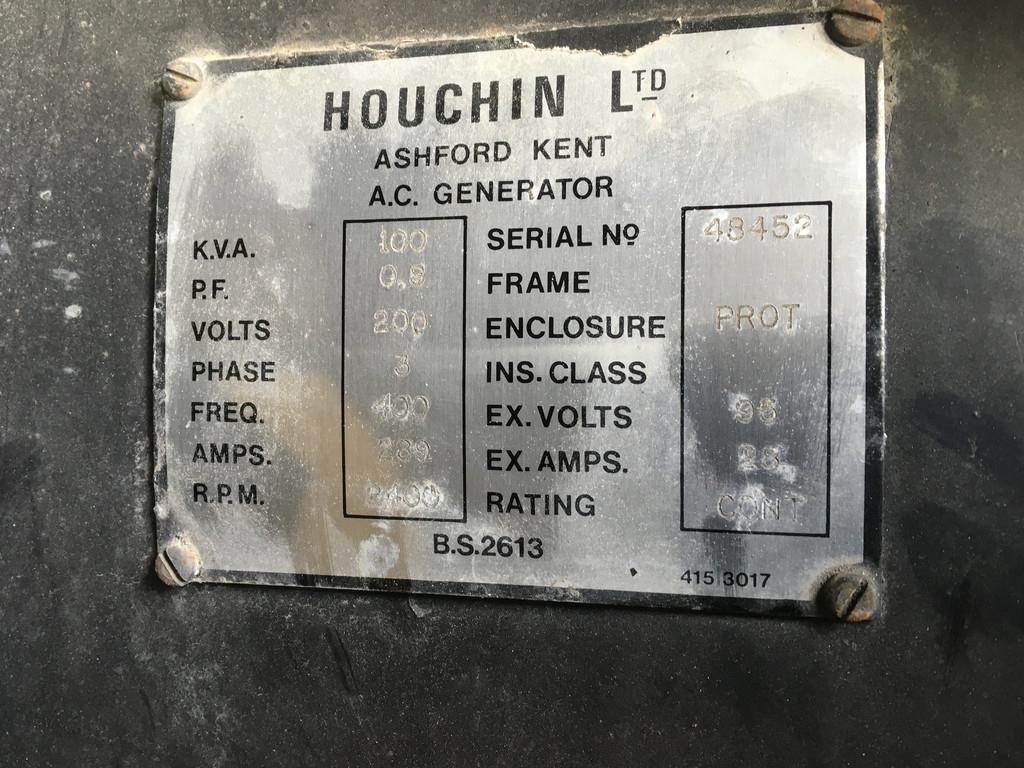 HOUCHIN LTD
ASHFORD KENT
A.C. GENERATOR
K.V.A. 100 SERIAL Nº 48452
P.F. 0.8 FRAME
VOLTS 200 ENCLOSURE PROT
PHASE 3 INS. CLASS
FREQ. 400 EX. VOLTS
AMPS. 289 EX. AMPS.
R.P.M. 2400 RATING CONT
B.S.2613
415 3017